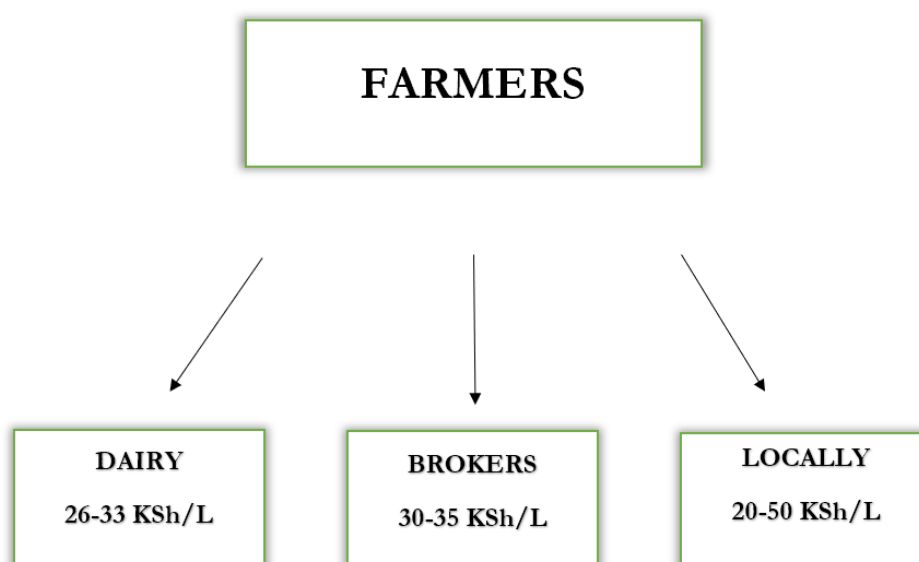 FARMERS
DAIRY
26-33 KSh/L
BROKERS
30-35 KSh/L
LOCALLY
20-50 KSh/L